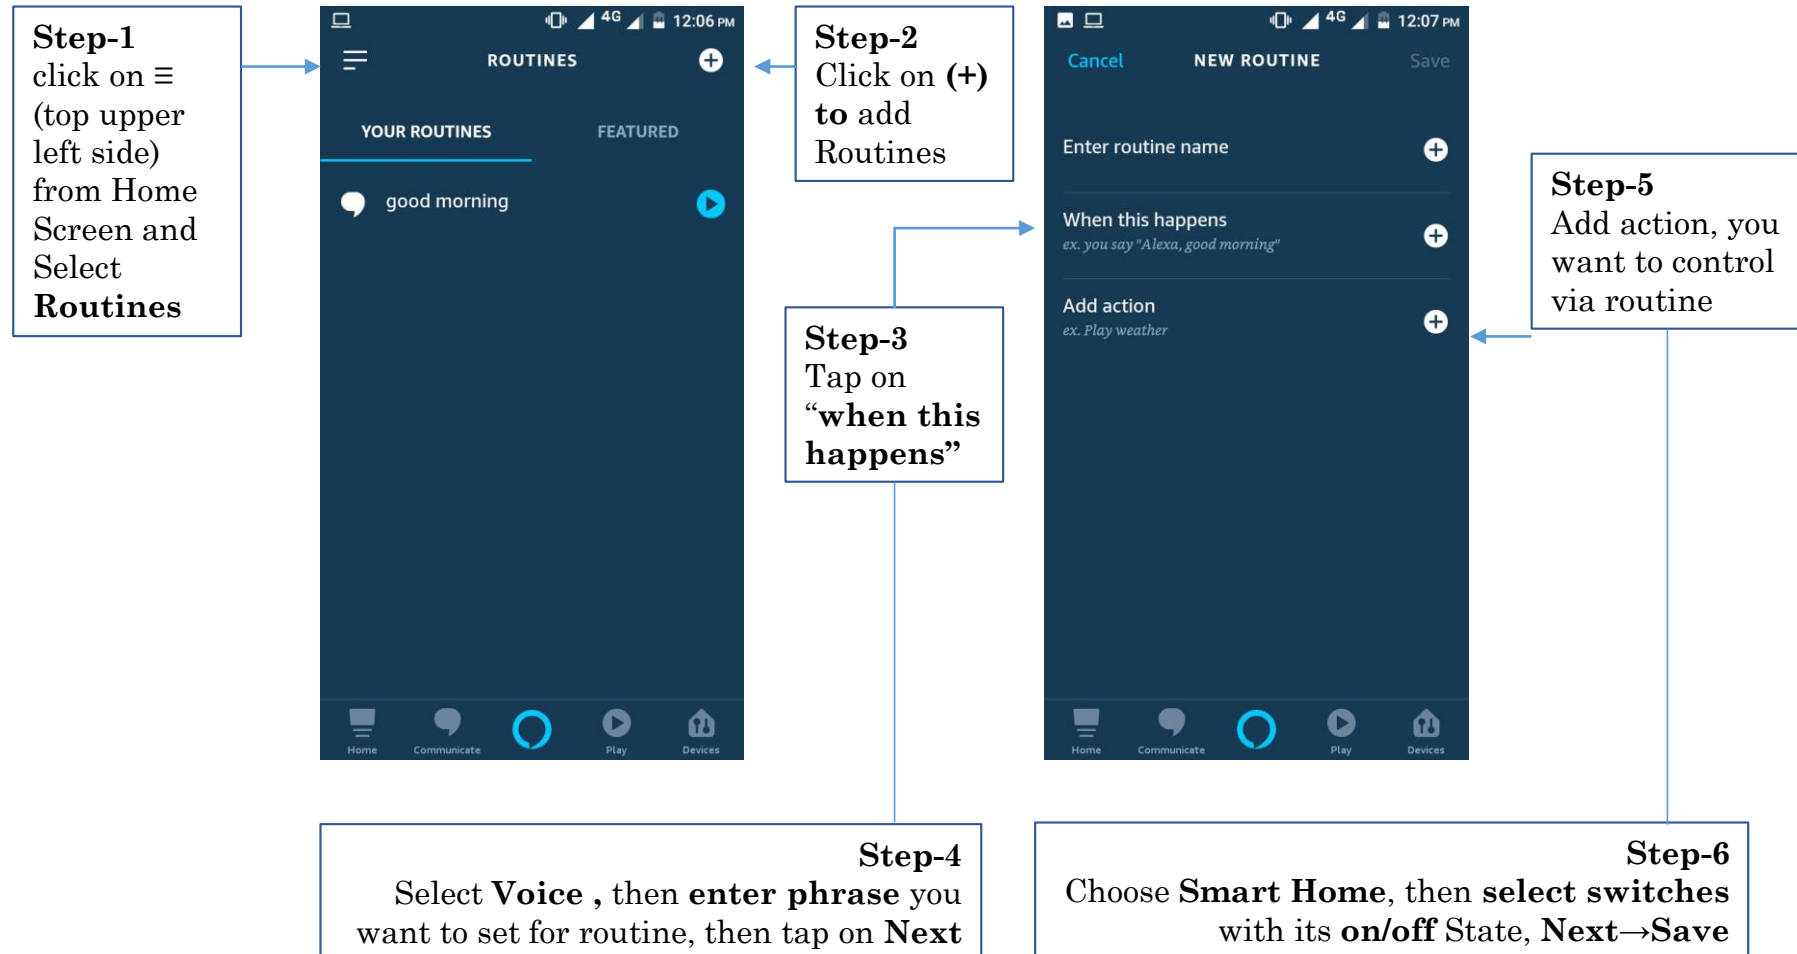 Step-1
click on ≡
(top upper
left side)
from Home
Screen and
Select
Routines
4G 12:06 PM
ROUTINES
YOUR ROUTINES FEATURED
good morning
Home Communicate Play Devices
Step-2
Click on (+)
to add
Routines
Step-3
Tap on
“when this
happens”
4G 12:07 PM
Cancel NEW ROUTINE Save
Enter routine name
When this happens
ex. you say "Alexa, good morning"
Add action
ex. Play weather
Home Communicate Play Devices
Step-5
Add action, you
want to control
via routine
Step-4
Select Voice , then enter phrase you
want to set for routine, then tap on Next
Step-6
Choose Smart Home, then select switches
with its on/off State, Next→Save